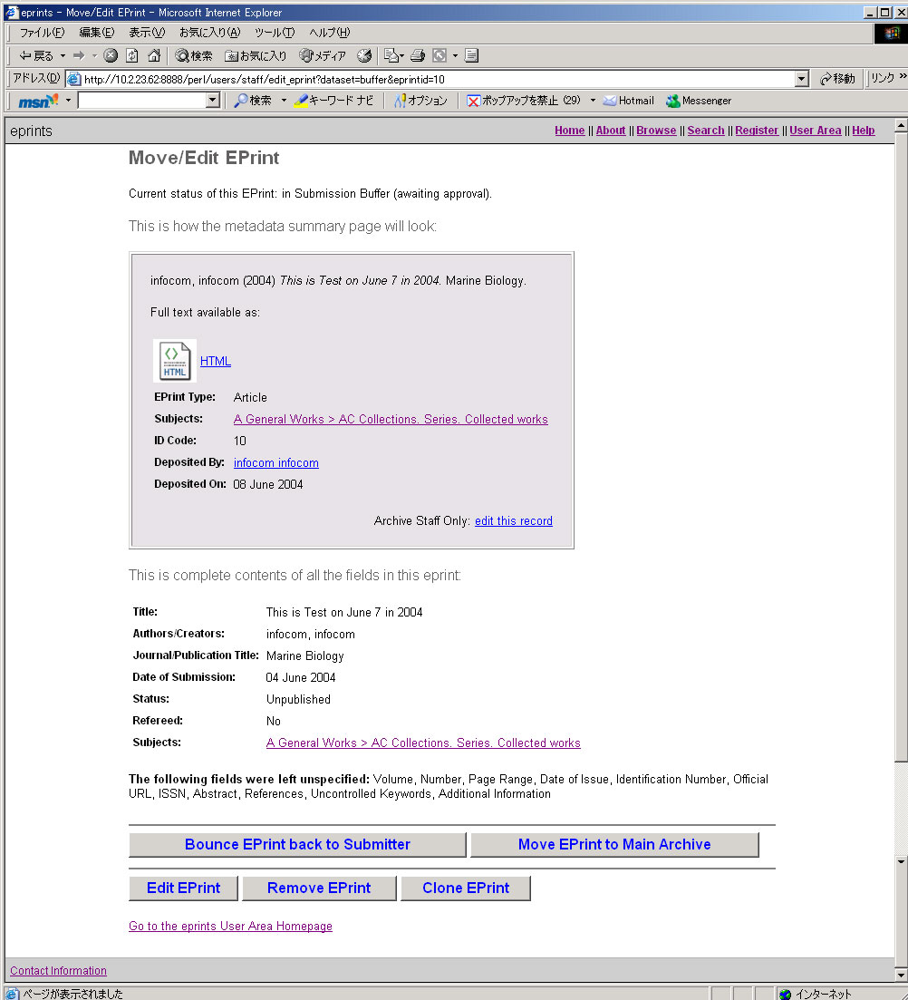 eprints - Move/Edit EPrint - Microsoft Internet Explorer
ファイル(F) 編集(E) 表示(V) お気に入り(A) ツール(T) ヘルプ(H)
戻る 検索 お気に入り メディア
アドレス(D) http://10.2.23.62:8888/perl/users/staff/edit_eprint?dataset=buffer&eprintid=10 移動 リンク »
msn 検索 キーワード ナビ オプション ポップアップを禁止 (29) Hotmail Messenger
eprints Home || About || Browse || Search || Register || User Area || Help
Move/Edit EPrint
Current status of this EPrint: in Submission Buffer (awaiting approval).
This is how the metadata summary page will look:
infocom, infocom (2004) This is Test on June 7 in 2004. Marine Biology.
Full text available as:
HTML HTML
EPrint Type: Article
Subjects: A General Works > AC Collections. Series. Collected works
ID Code: 10
Deposited By: infocom infocom
Deposited On: 08 June 2004
Archive Staff Only: edit this record
This is complete contents of all the fields in this eprint:
Title: This is Test on June 7 in 2004
Authors/Creators: infocom, infocom
Journal/Publication Title: Marine Biology
Date of Submission: 04 June 2004
Status: Unpublished
Refereed: No
Subjects: A General Works > AC Collections. Series. Collected works
The following fields were left unspecified: Volume, Number, Page Range, Date of Issue, Identification Number, Official
URL, ISSN, Abstract, References, Uncontrolled Keywords, Additional Information
Bounce EPrint back to Submitter Move EPrint to Main Archive
Edit EPrint Remove EPrint Clone EPrint
Go to the eprints User Area Homepage
Contact Information
ページが表示されました インターネット